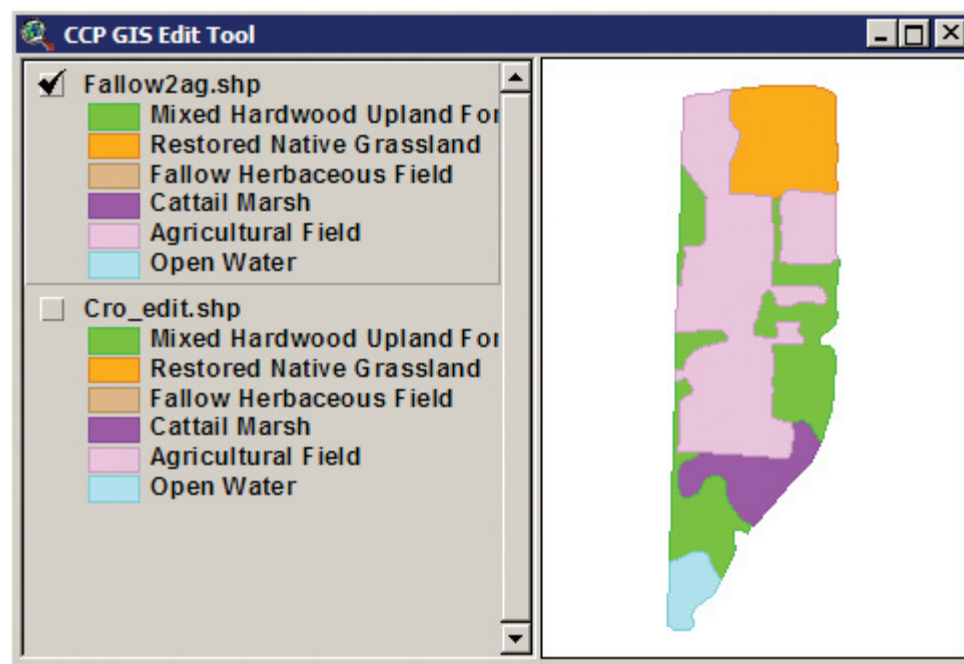 CCP GIS Edit Tool
Fallow2ag.shp
Mixed Hardwood Upland For
Restored Native Grassland
Fallow Herbaceous Field
Cattail Marsh
Agricultural Field
Open Water
Cro_edit.shp
Mixed Hardwood Upland For
Restored Native Grassland
Fallow Herbaceous Field
Cattail Marsh
Agricultural Field
Open Water